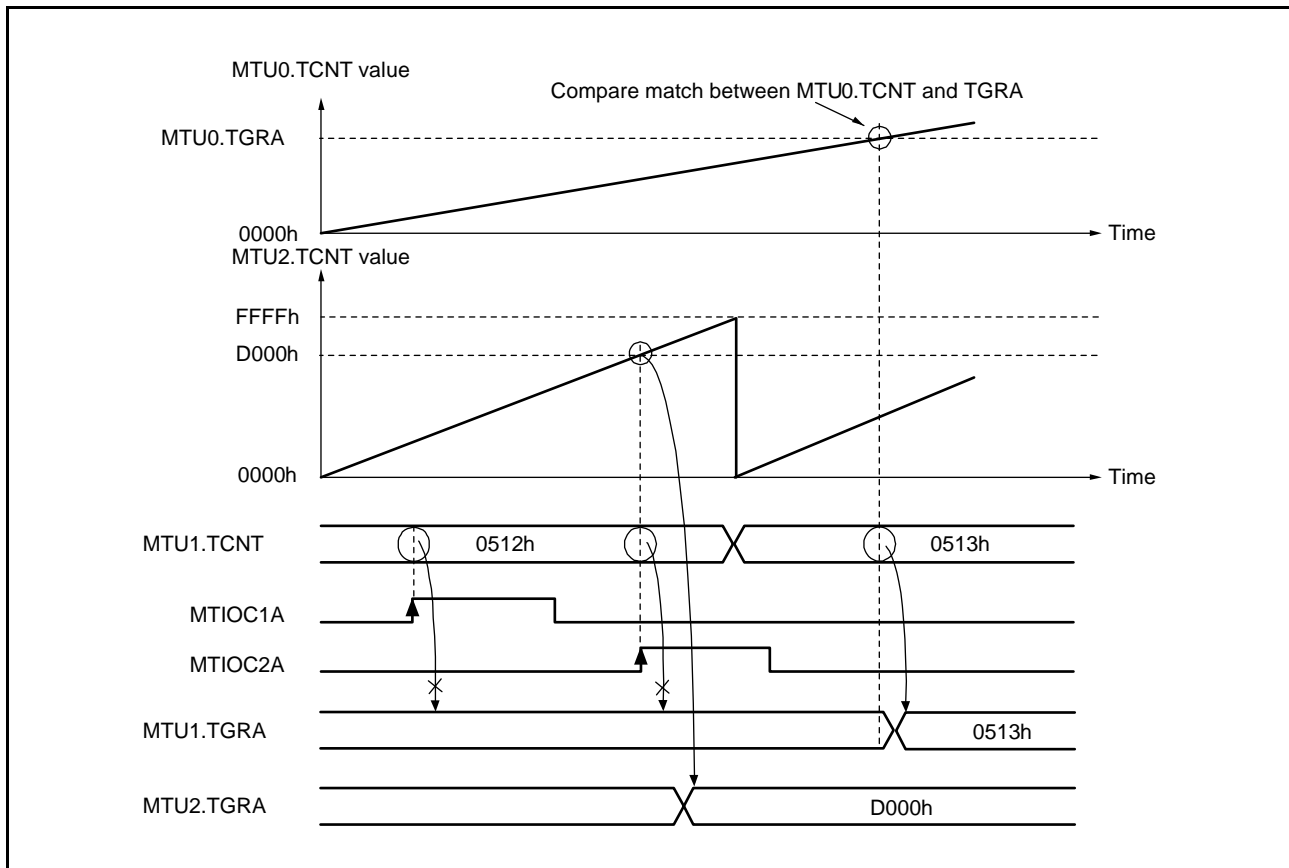 MTU0.TCNT value
Compare match between MTU0.TCNT and TGRA
MTU0.TGRA
0000h
Time
MTU2.TCNT value
FFFFh
D000h
0000h
Time
MTU1.TCNT
0512h
0513h
MTIOC1A
MTIOC2A
MTU1.TGRA
0513h
MTU2.TGRA
D000h